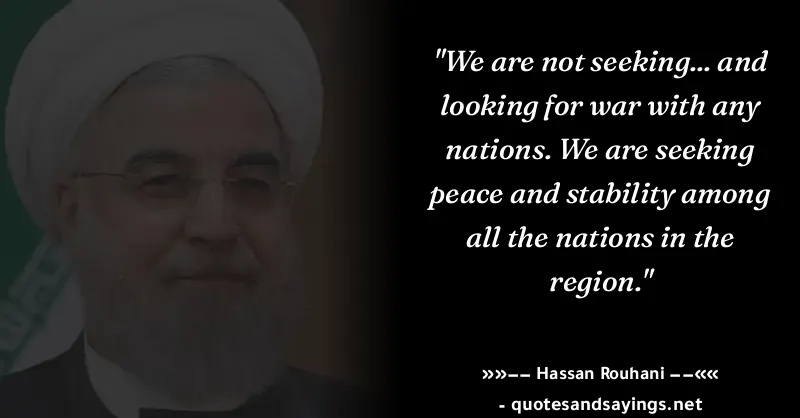 "We are not seeking... and
looking for war with any
nations. We are seeking
peace and stability among
all the nations in the
region."
»»−− Hassan Rouhani −−««
- quotesandsayings.net